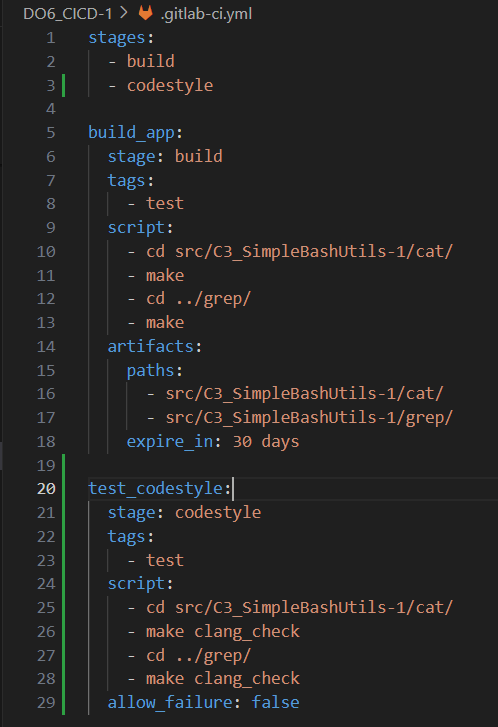 DO6_CICD-1 > .gitlab-ci.yml
1 stages:
2   - build
3   - codestyle
4
5 build_app:
6   stage: build
7   tags:
8     - test
9   script:
10     - cd src/C3_SimpleBashUtils-1/cat/
11     - make
12     - cd ../grep/
13     - make
14   artifacts:
15     paths:
16       - src/C3_SimpleBashUtils-1/cat/
17       - src/C3_SimpleBashUtils-1/grep/
18     expire_in: 30 days
19
20 test_codestyle:
21   stage: codestyle
22   tags:
23     - test
24   script:
25     - cd src/C3_SimpleBashUtils-1/cat/
26     - make clang_check
27     - cd ../grep/
28     - make clang_check
29   allow_failure: false